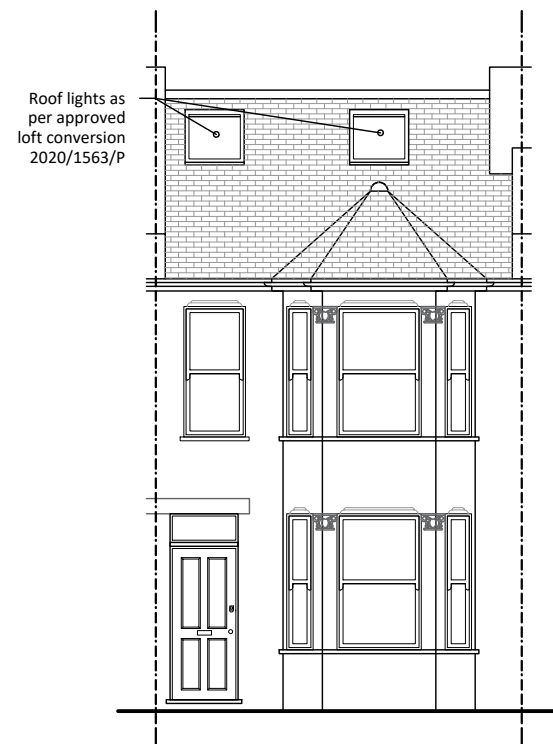 Roof lights as
per approved
loft conversion
2020/1563/P